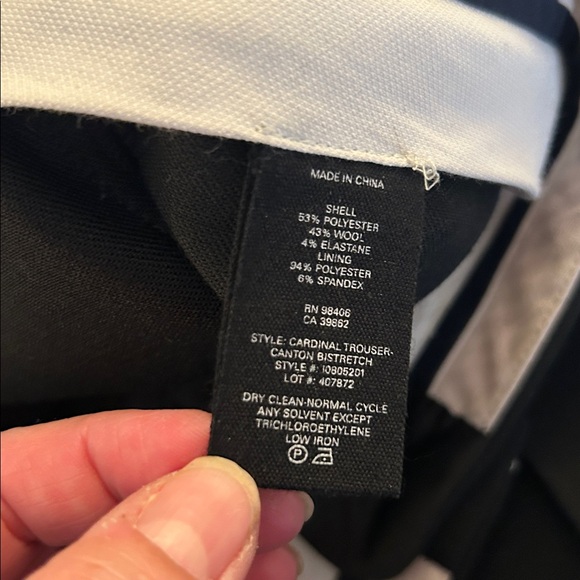 MADE IN CHINA
SHELL
53% POLYESTER
43% WOOL
4% ELASTANE
LINING
94% POLYESTER
6% SPANDEX
RN 98406
CA 39862
STYLE: CARDINAL TROUSER-
CANTON BISTRETCH
STYLE #: I0805201
LOT #: 407872
DRY CLEAN-NORMAL CYCLE
ANY SOLVENT EXCEPT
TRICHLOROETHYLENE
LOW IRON
P